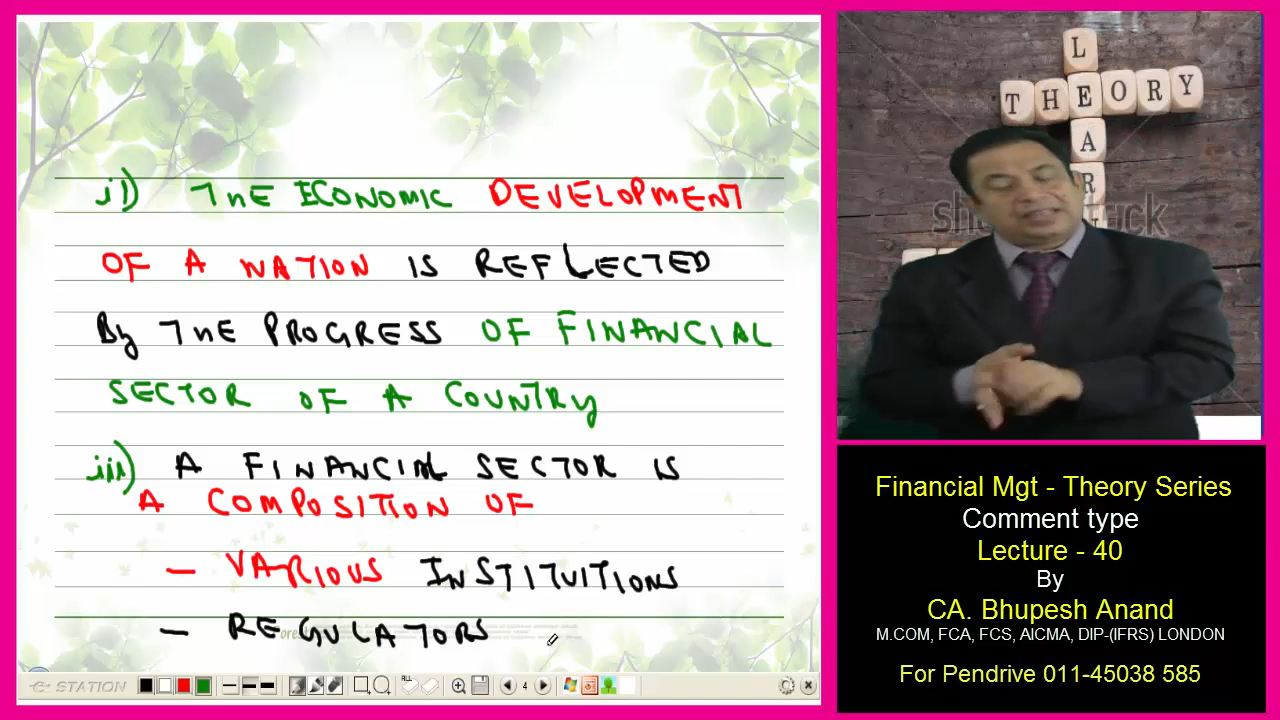 ii) THE ECONOMIC DEVELOPMENT
OF A NATION IS REFLECTED
By THE PROGRESS OF FINANCIAL
SECTOR OF A COUNTRy
iii) A FINANCIAL SECTOR IS
A COMPOSITION OF
— VARIOUS INSTITUITIONS
— REGULATORS
STATION
4
L
THEORY
A
R
Financial Mgt - Theory Series
Comment type
Lecture - 40
By
CA. Bhupesh Anand
M.COM, FCA, FCS, AICMA, DIP-(IFRS) LONDON
For Pendrive 011-45038 585